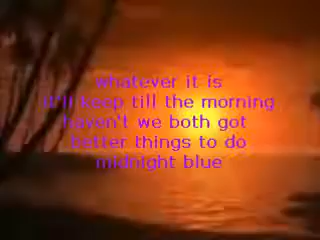 whatever it is
it'll keep till the morning
haven't we both got
better things to do
midnight blue